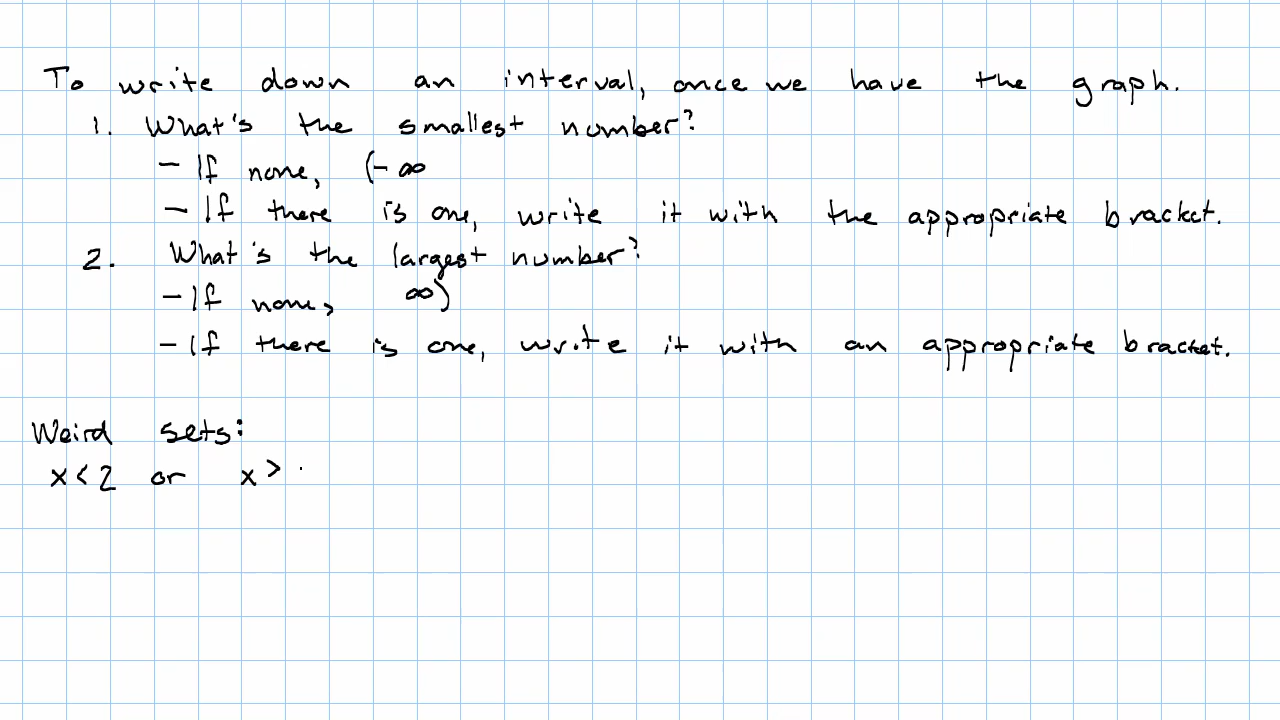 To write down an interval, once we have the graph.
1. What's the smallest number?
- If none, (-∞
- If there is one, write it with the appropriate bracket.
2. What's the largest number?
- If none, ∞)
- If there is one, write it with an appropriate bracket.
Weird sets:
x < 2 or x >